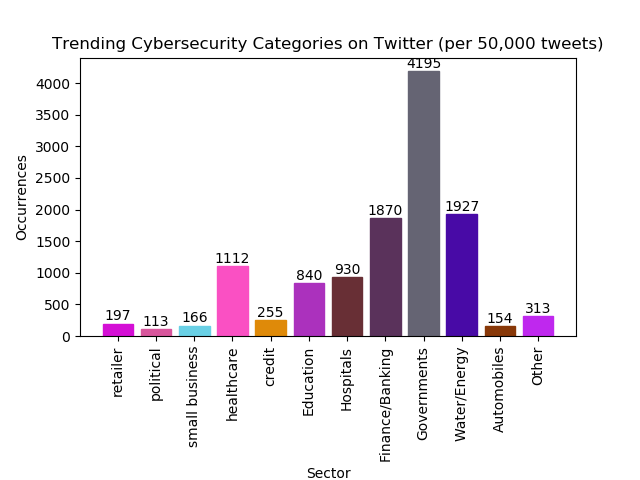 Trending Cybersecurity Categories on Twitter (per 50,000 tweets)
4195
4000
3500
3000
2500
2000
1500
1000
500
0
Occurrences
197
113
166
1112
255
840
930
1870
1927
154
313
retailer
political
small business
healthcare
credit
Education
Hospitals
Finance/Banking
Governments
Water/Energy
Automobiles
Other
Sector